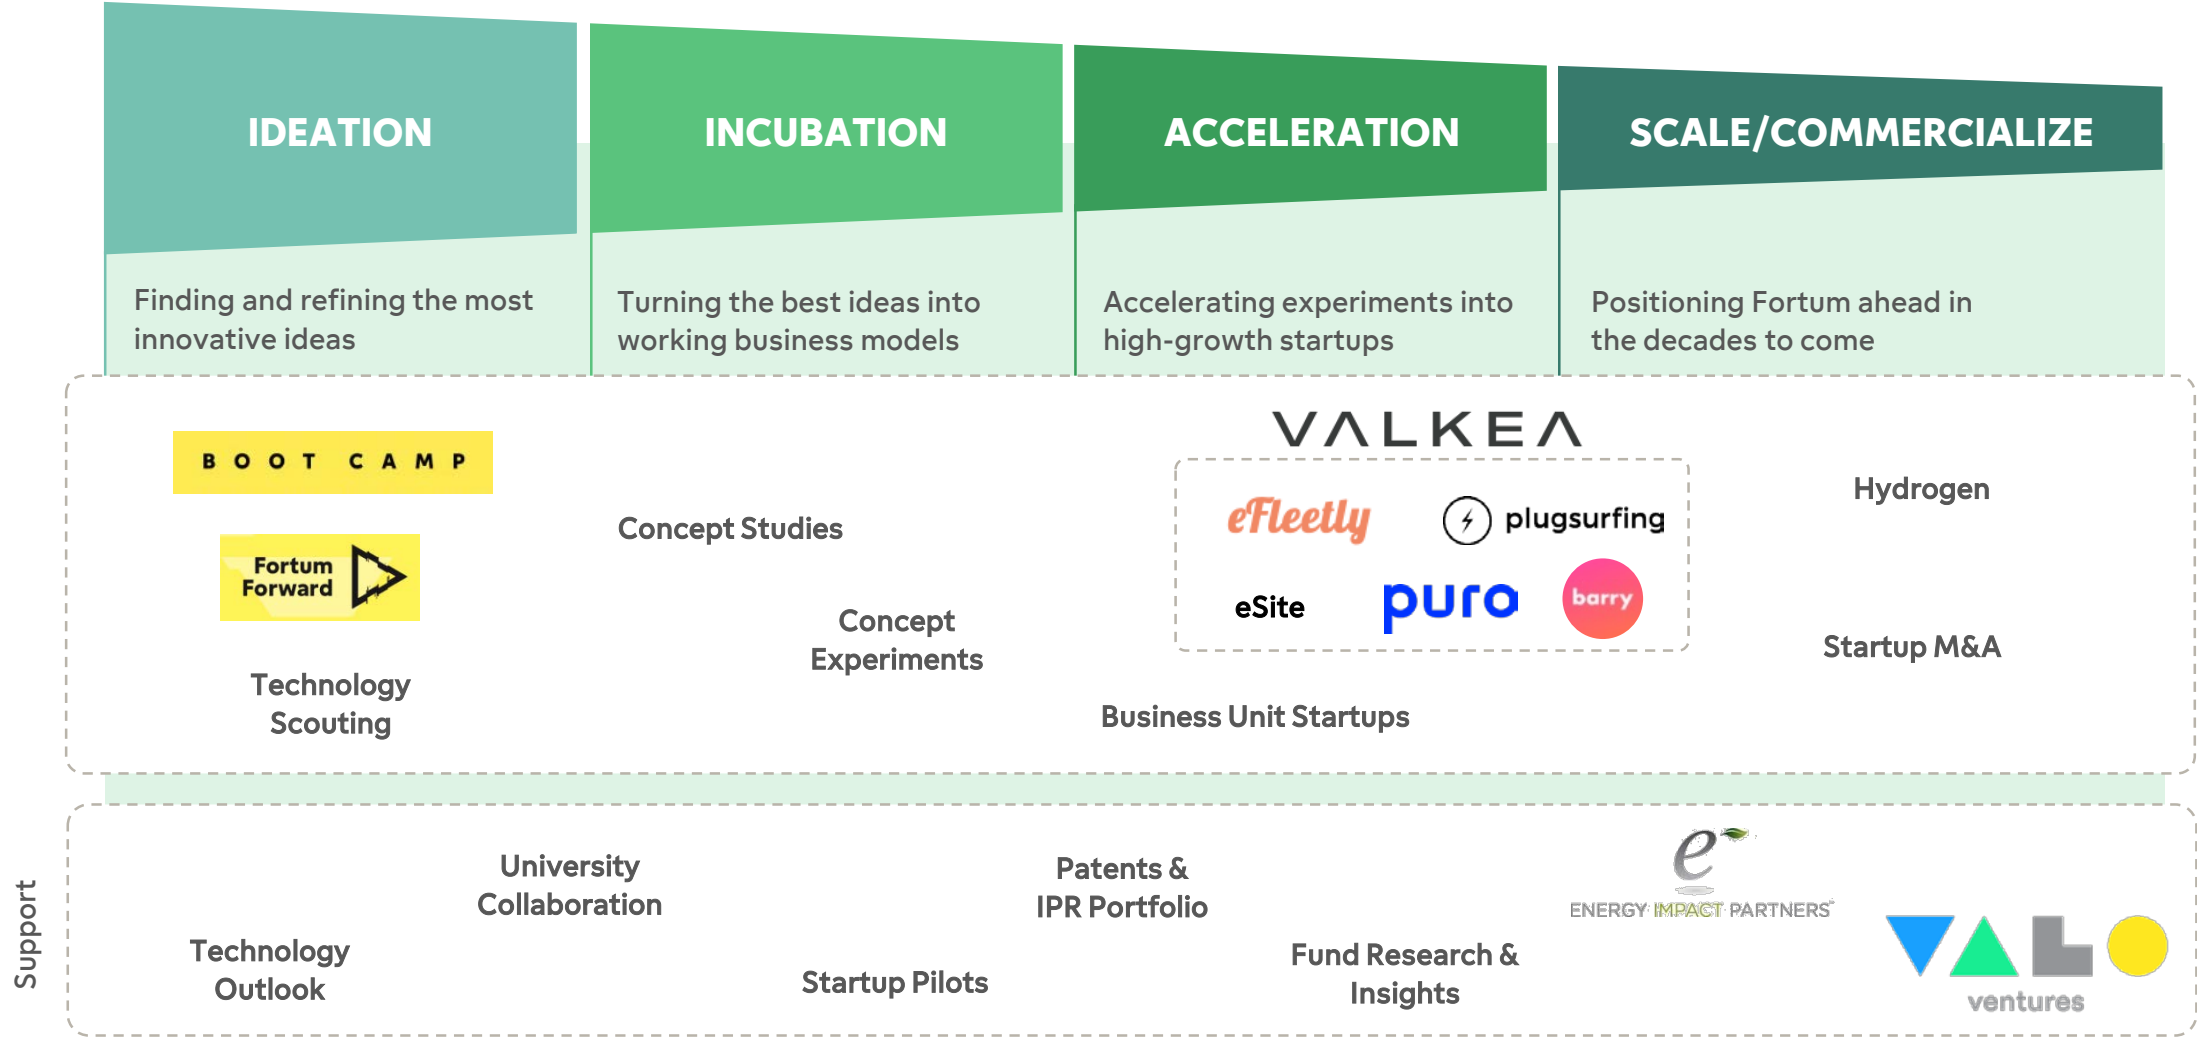 IDEATION
INCUBATION
ACCELERATION
SCALE/COMMERCIALIZE
Finding and refining the most
innovative ideas
Turning the best ideas into
working business models
Accelerating experiments into
high-growth startups
Positioning Fortum ahead in
the decades to come
BOOT CAMP
Fortum
Forward
Technology
Scouting
Concept Studies
Concept
Experiments
VALKEA
eFleetly
plugsurfing
eSite
puro
barry
Business Unit Startups
Hydrogen
Startup M&A
Support
Technology
Outlook
University
Collaboration
Startup Pilots
Patents &
IPR Portfolio
Fund Research &
Insights
e
ENERGY IMPACT PARTNERS
VALO
ventures